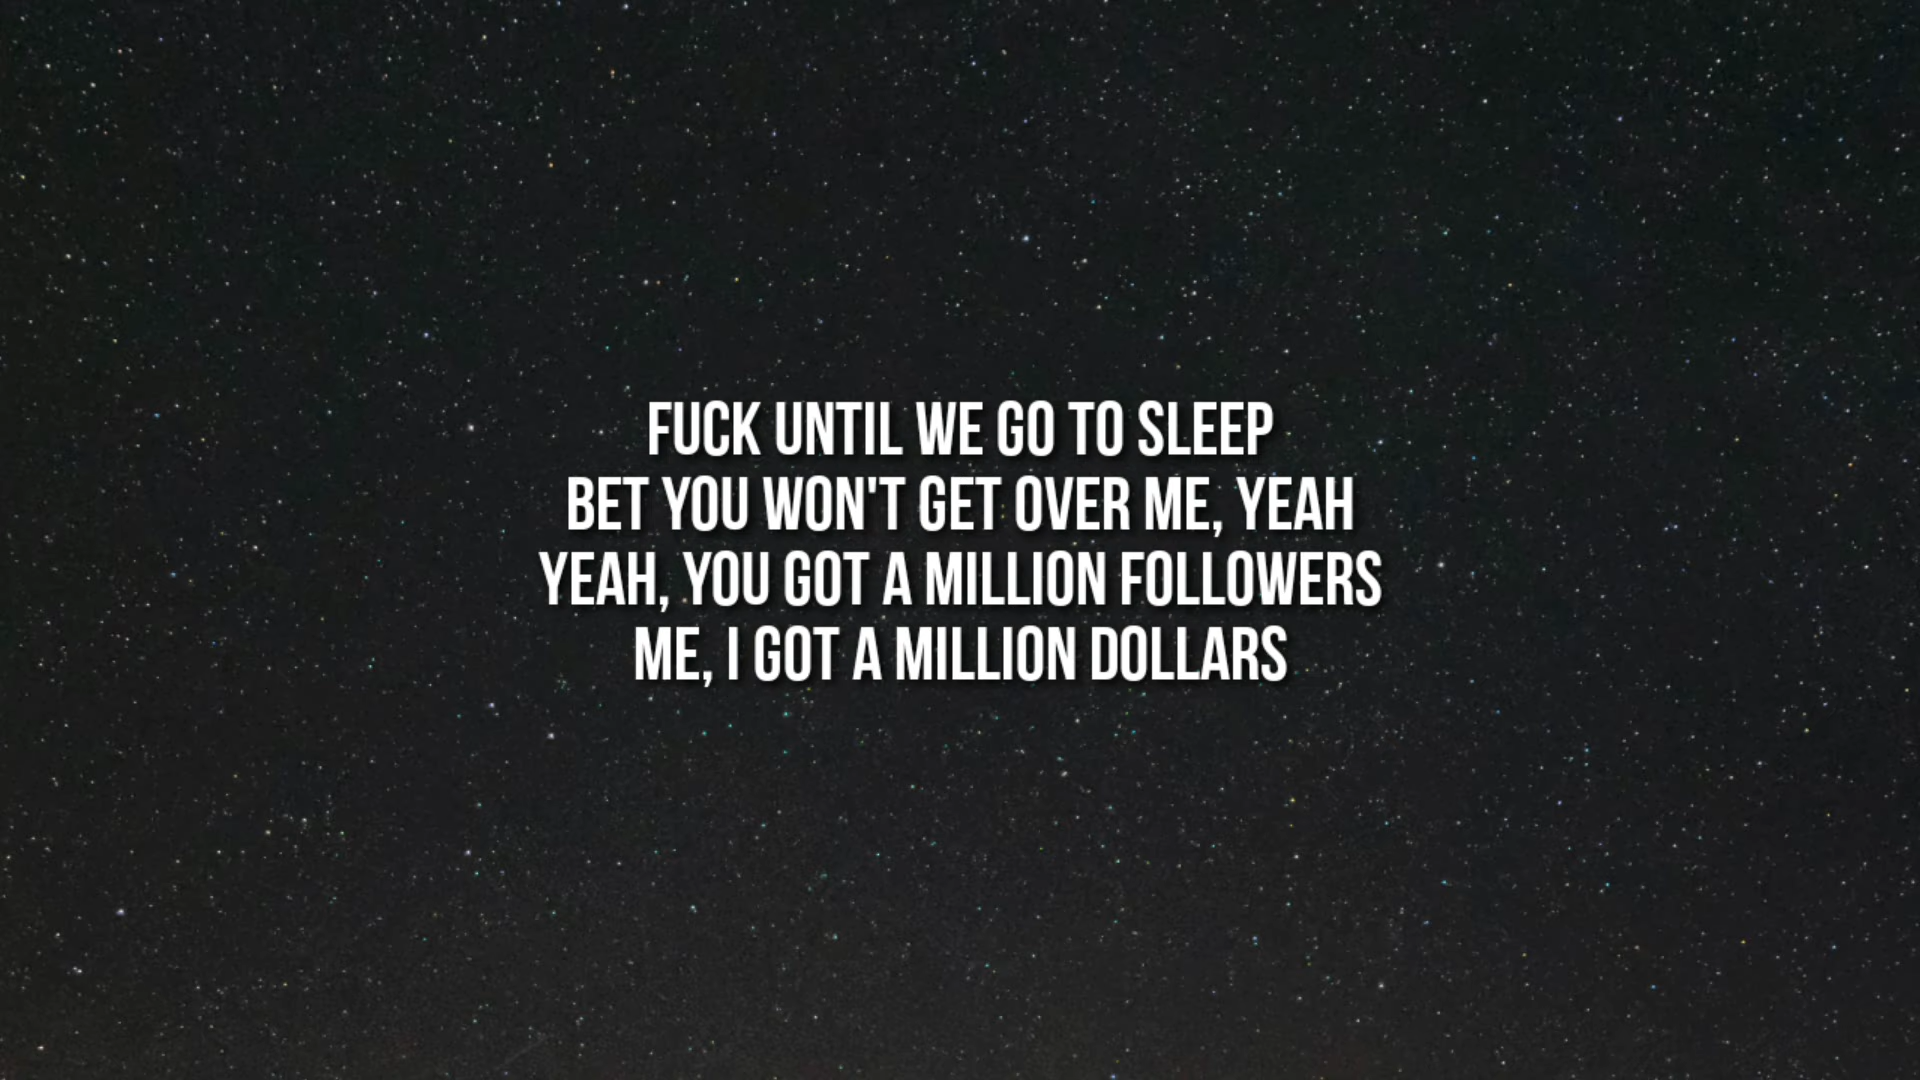 FUCK UNTIL WE GO TO SLEEP
BET YOU WON'T GET OVER ME, YEAH
YEAH, YOU GOT A MILLION FOLLOWERS
ME, I GOT A MILLION DOLLARS